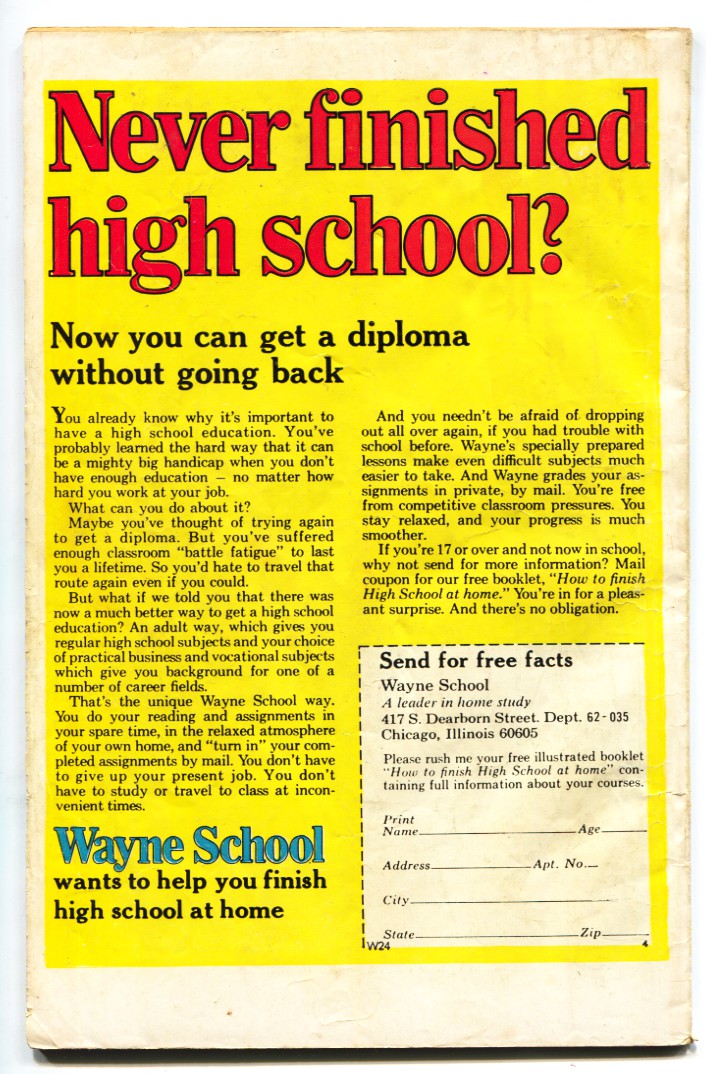 Never finished
high school?
Now you can get a diploma
without going back
You already know why it's important to
have a high school education. You've
probably learned the hard way that it can
be a mighty big handicap when you don't
have enough education – no matter how
hard you work at your job.
What can you do about it?
Maybe you've thought of trying again
to get a diploma. But you've suffered
enough classroom "battle fatigue" to last
you a lifetime. So you'd hate to travel that
route again even if you could.
But what if we told you that there was
now a much better way to get a high school
education? An adult way, which gives you
regular high school subjects and your choice
of practical business and vocational subjects
which give you background for one of a
number of career fields.
That's the unique Wayne School way.
You do your reading and assignments in
your spare time, in the relaxed atmosphere
of your own home, and "turn in" your com-
pleted assignments by mail. You don't have
to give up your present job. You don't
have to study or travel to class at incon-
venient times.
Wayne School
wants to help you finish
high school at home
And you needn't be afraid of dropping
out all over again, if you had trouble with
school before. Wayne's specially prepared
lessons make even difficult subjects much
easier to take. And Wayne grades your as-
signments in private, by mail. You're free
from competitive classroom pressures. You
stay relaxed, and your progress is much
smoother.
If you're 17 or over and not now in school,
why not send for more information? Mail
coupon for our free booklet, "How to finish
High School at home." You're in for a pleas-
ant surprise. And there's no obligation.
Send for free facts
Wayne School
A leader in home study
417 S. Dearborn Street. Dept. 62-035
Chicago, Illinois 60605
Please rush me your free illustrated booklet
"How to finish High School at home" con-
taining full information about your courses.
Print
Name Age
Address Apt. No.
City
State Zip
W24 4